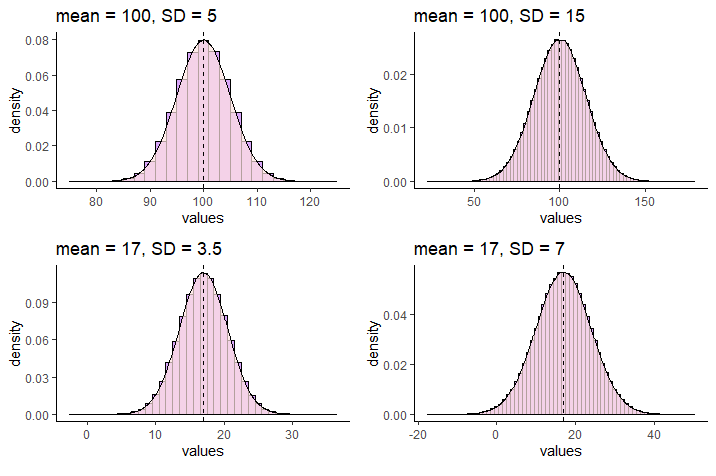 mean = 100, SD = 5
density
0.08
0.06
0.04
0.02
0.00
80 90 100 110 120
values
mean = 100, SD = 15
density
0.02
0.01
0.00
50 100 150
values
mean = 17, SD = 3.5
density
0.09
0.06
0.03
0.00
0 10 20 30
values
mean = 17, SD = 7
density
0.04
0.02
0.00
-20 0 20 40
values